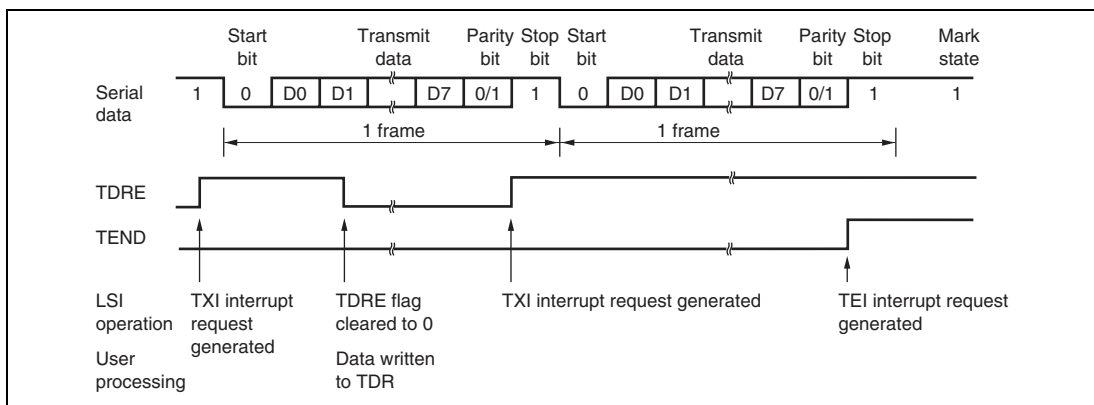 Start bit Transmit data Parity bit Stop bit Start bit Transmit data Parity bit Stop bit Mark state
Serial data
1 0 D0 D1 D7 0/1 1 0 D0 D1 D7 0/1 1 1
1 frame 1 frame
TDRE
TEND
LSI operation
TXI interrupt request generated
TDRE flag cleared to 0
TXI interrupt request generated
TEI interrupt request generated
User processing
Data written to TDR